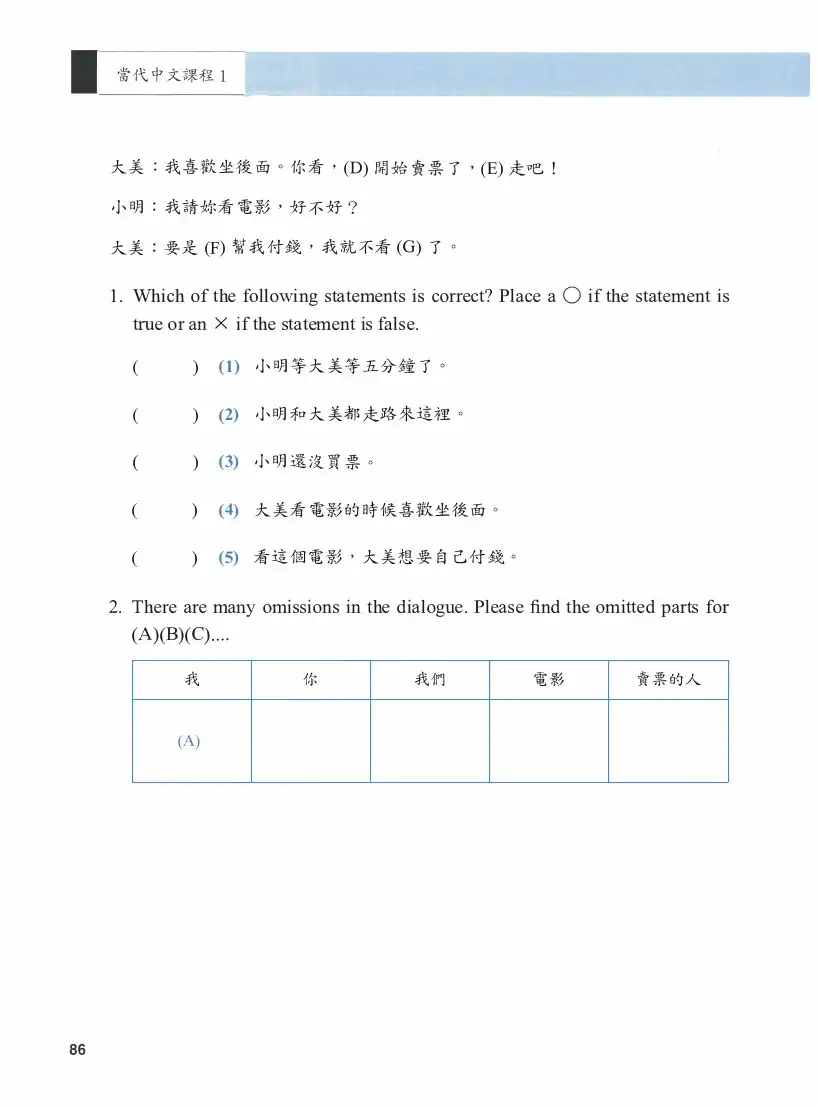 當代中文課程 1
大美：我喜歡坐後面。你看，(D) 開始賣票了，(E) 走吧！
小明：我請妳看電影，好不好？
大美：要是 (F) 幫我付錢，我就不看 (G) 了。
1. Which of the following statements is correct? Place a ○ if the statement is
true or an × if the statement is false.
( ) (1) 小明等大美等五分鐘了。
( ) (2) 小明和大美都走路來這裡。
( ) (3) 小明還沒買票。
( ) (4) 大美看電影的時候喜歡坐後面。
( ) (5) 看這個電影，大美想要自己付錢。
2. There are many omissions in the dialogue. Please find the omitted parts for
(A)(B)(C)....
我 你 我們 電影 賣票的人
(A)
86